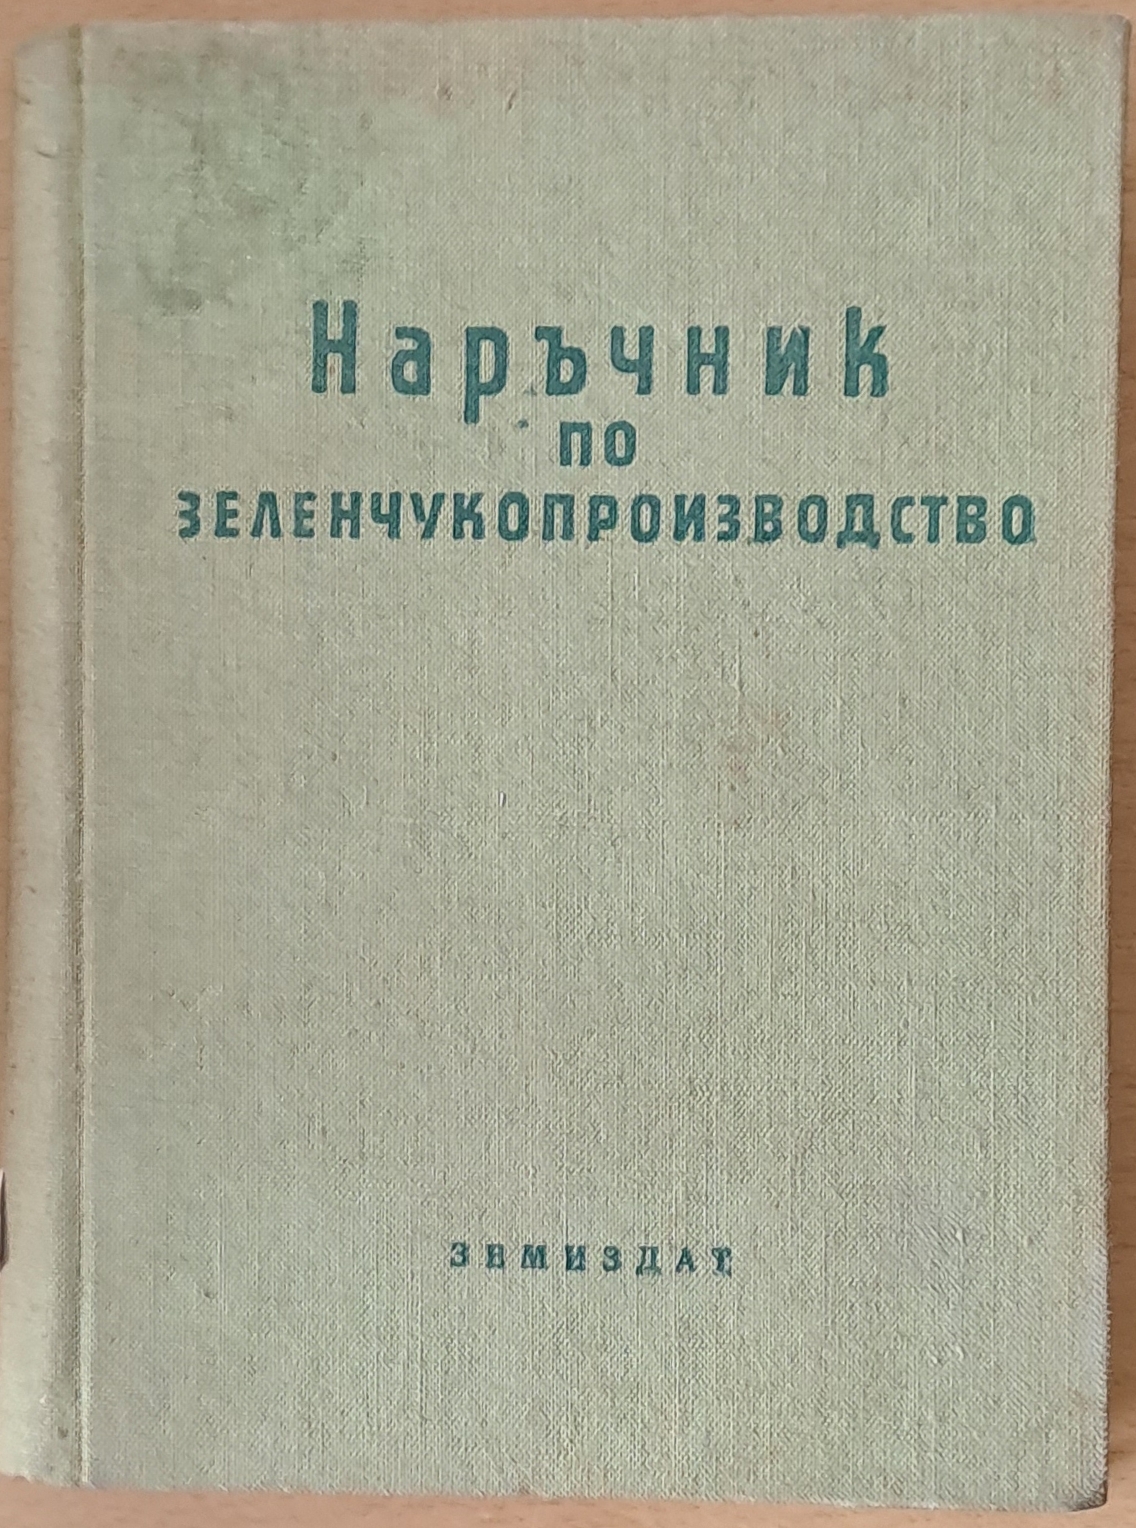 Наръчник
по
ЗЕЛЕНЧУКОПРОИЗВОДСТВО
ЗЕМИЗДАТ